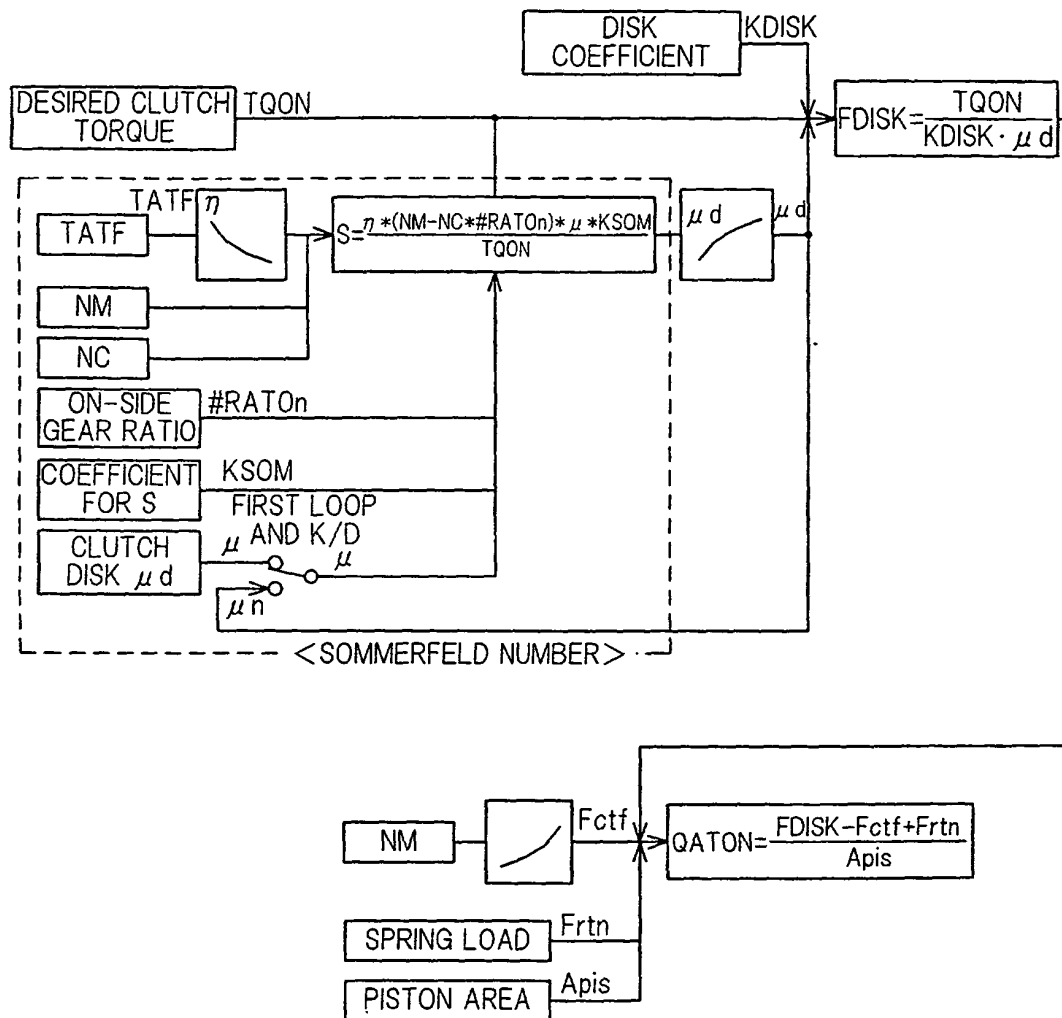 DISK
COEFFICIENT
KDISK
DESIRED CLUTCH
TORQUE
TQON
FDISK=TQON/KDISK・μd
TATF
TATF
η
S=η*(NM-NC*#RATOn)*μ*KSOM/TQON
μd
μd
NM
NC
ON-SIDE
GEAR RATIO
#RATOn
COEFFICIENT
FOR S
KSOM
FIRST LOOP
AND K/D
CLUTCH
DISK μd
μ
μ
μn
<SOMMERFELD NUMBER>
NM
Fctf
QATON=FDISK-Fctf+Frtn/Apis
SPRING LOAD
Frtn
PISTON AREA
Apis